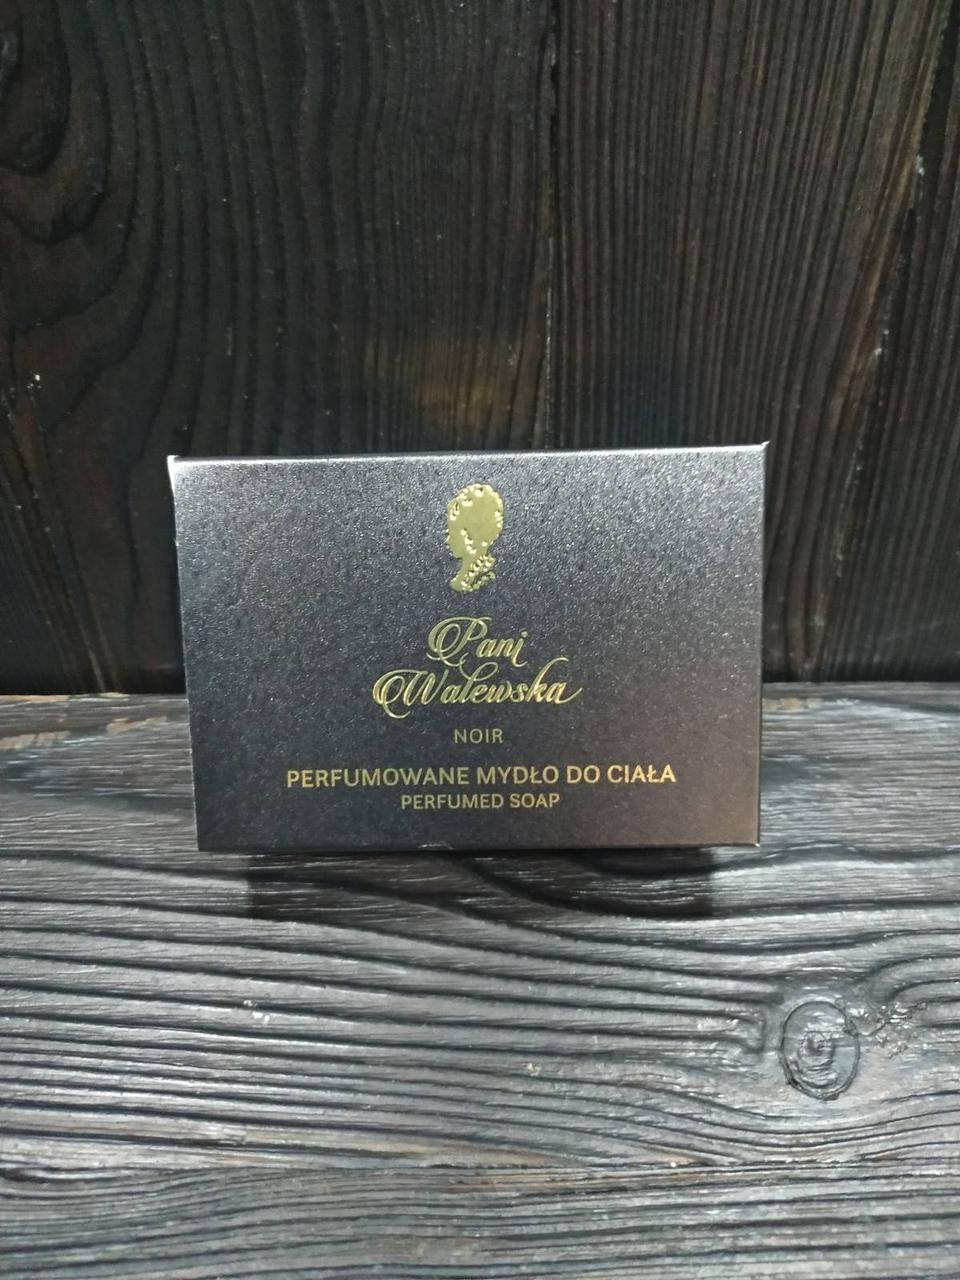 Pani
Walewska
NOIR
PERFUMOWANE MYDŁO DO CIAŁA
PERFUMED SOAP